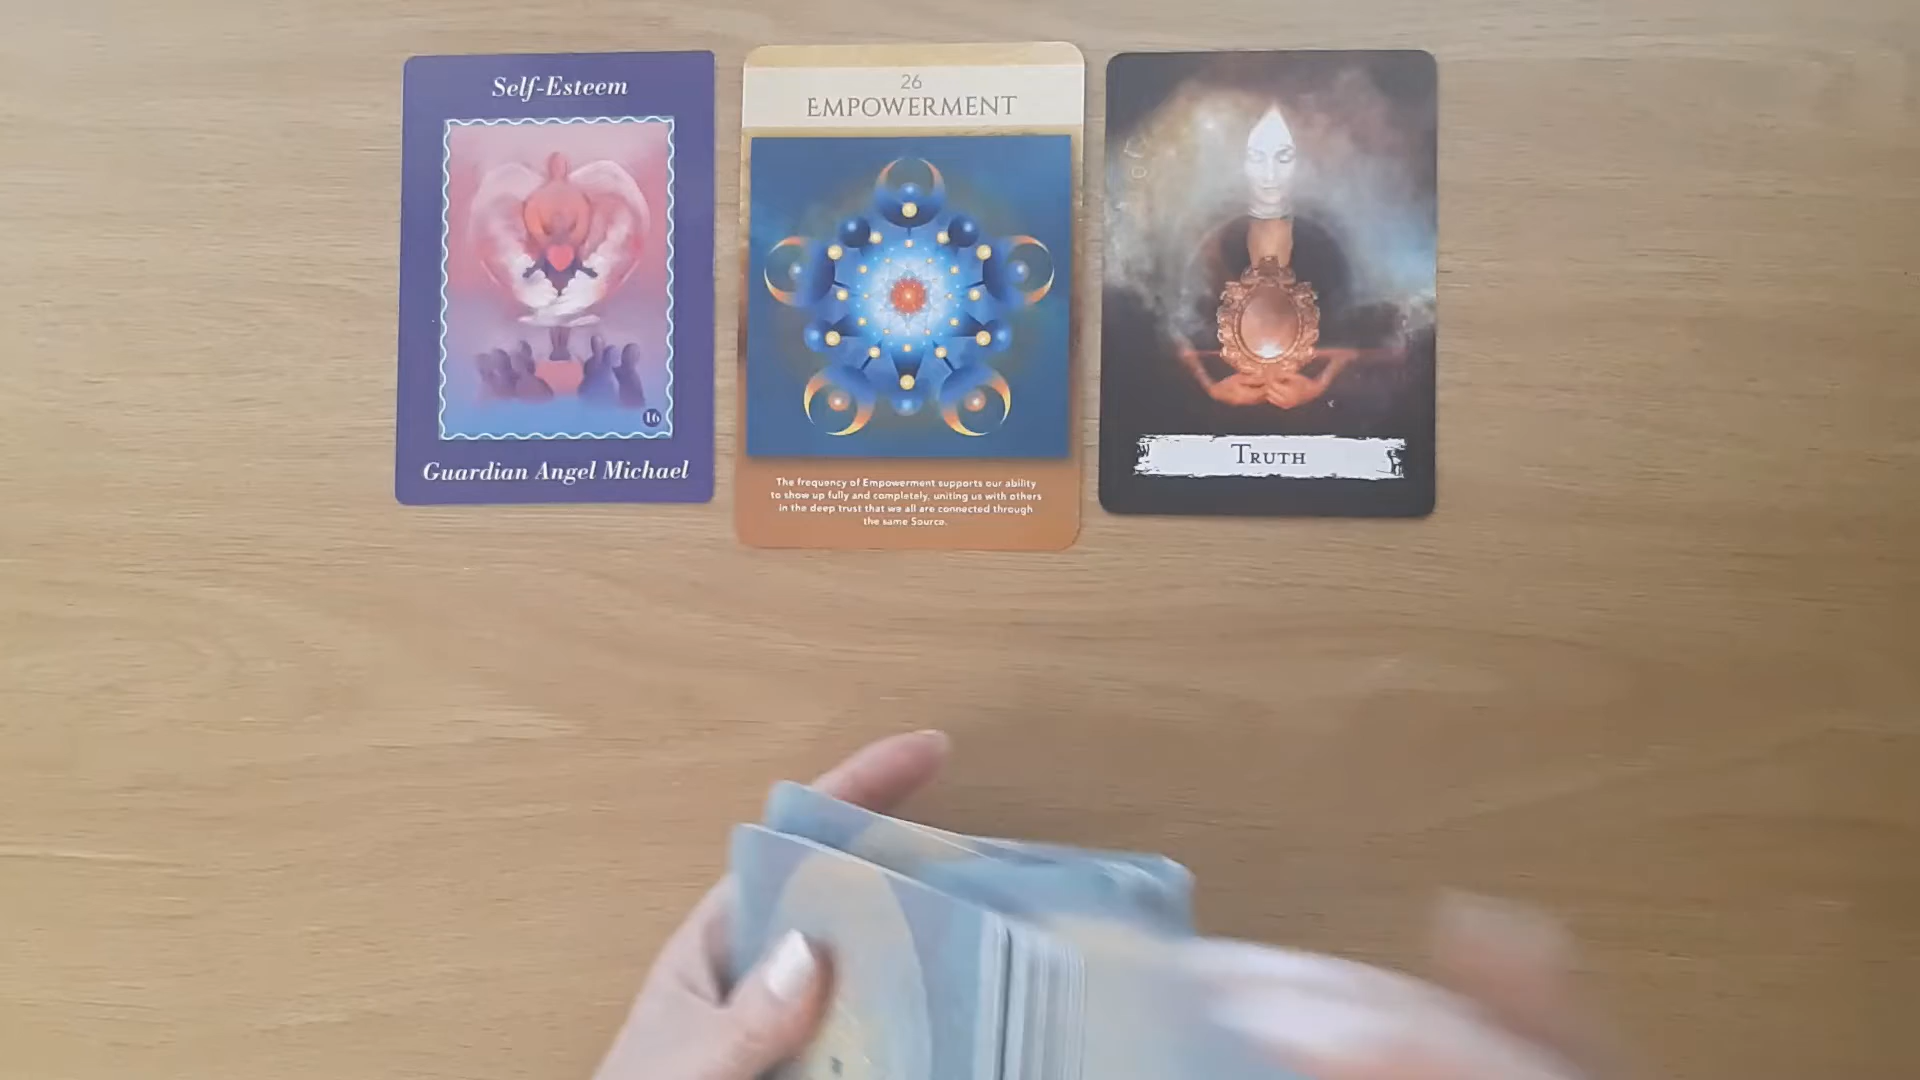 Self-Esteem
16
Guardian Angel Michael
26
EMPOWERMENT
The frequency of Empowerment supports our ability
to show up fully and completely, uniting us with others
in the deep trust that we all are connected through
the same Source.
TRUTH